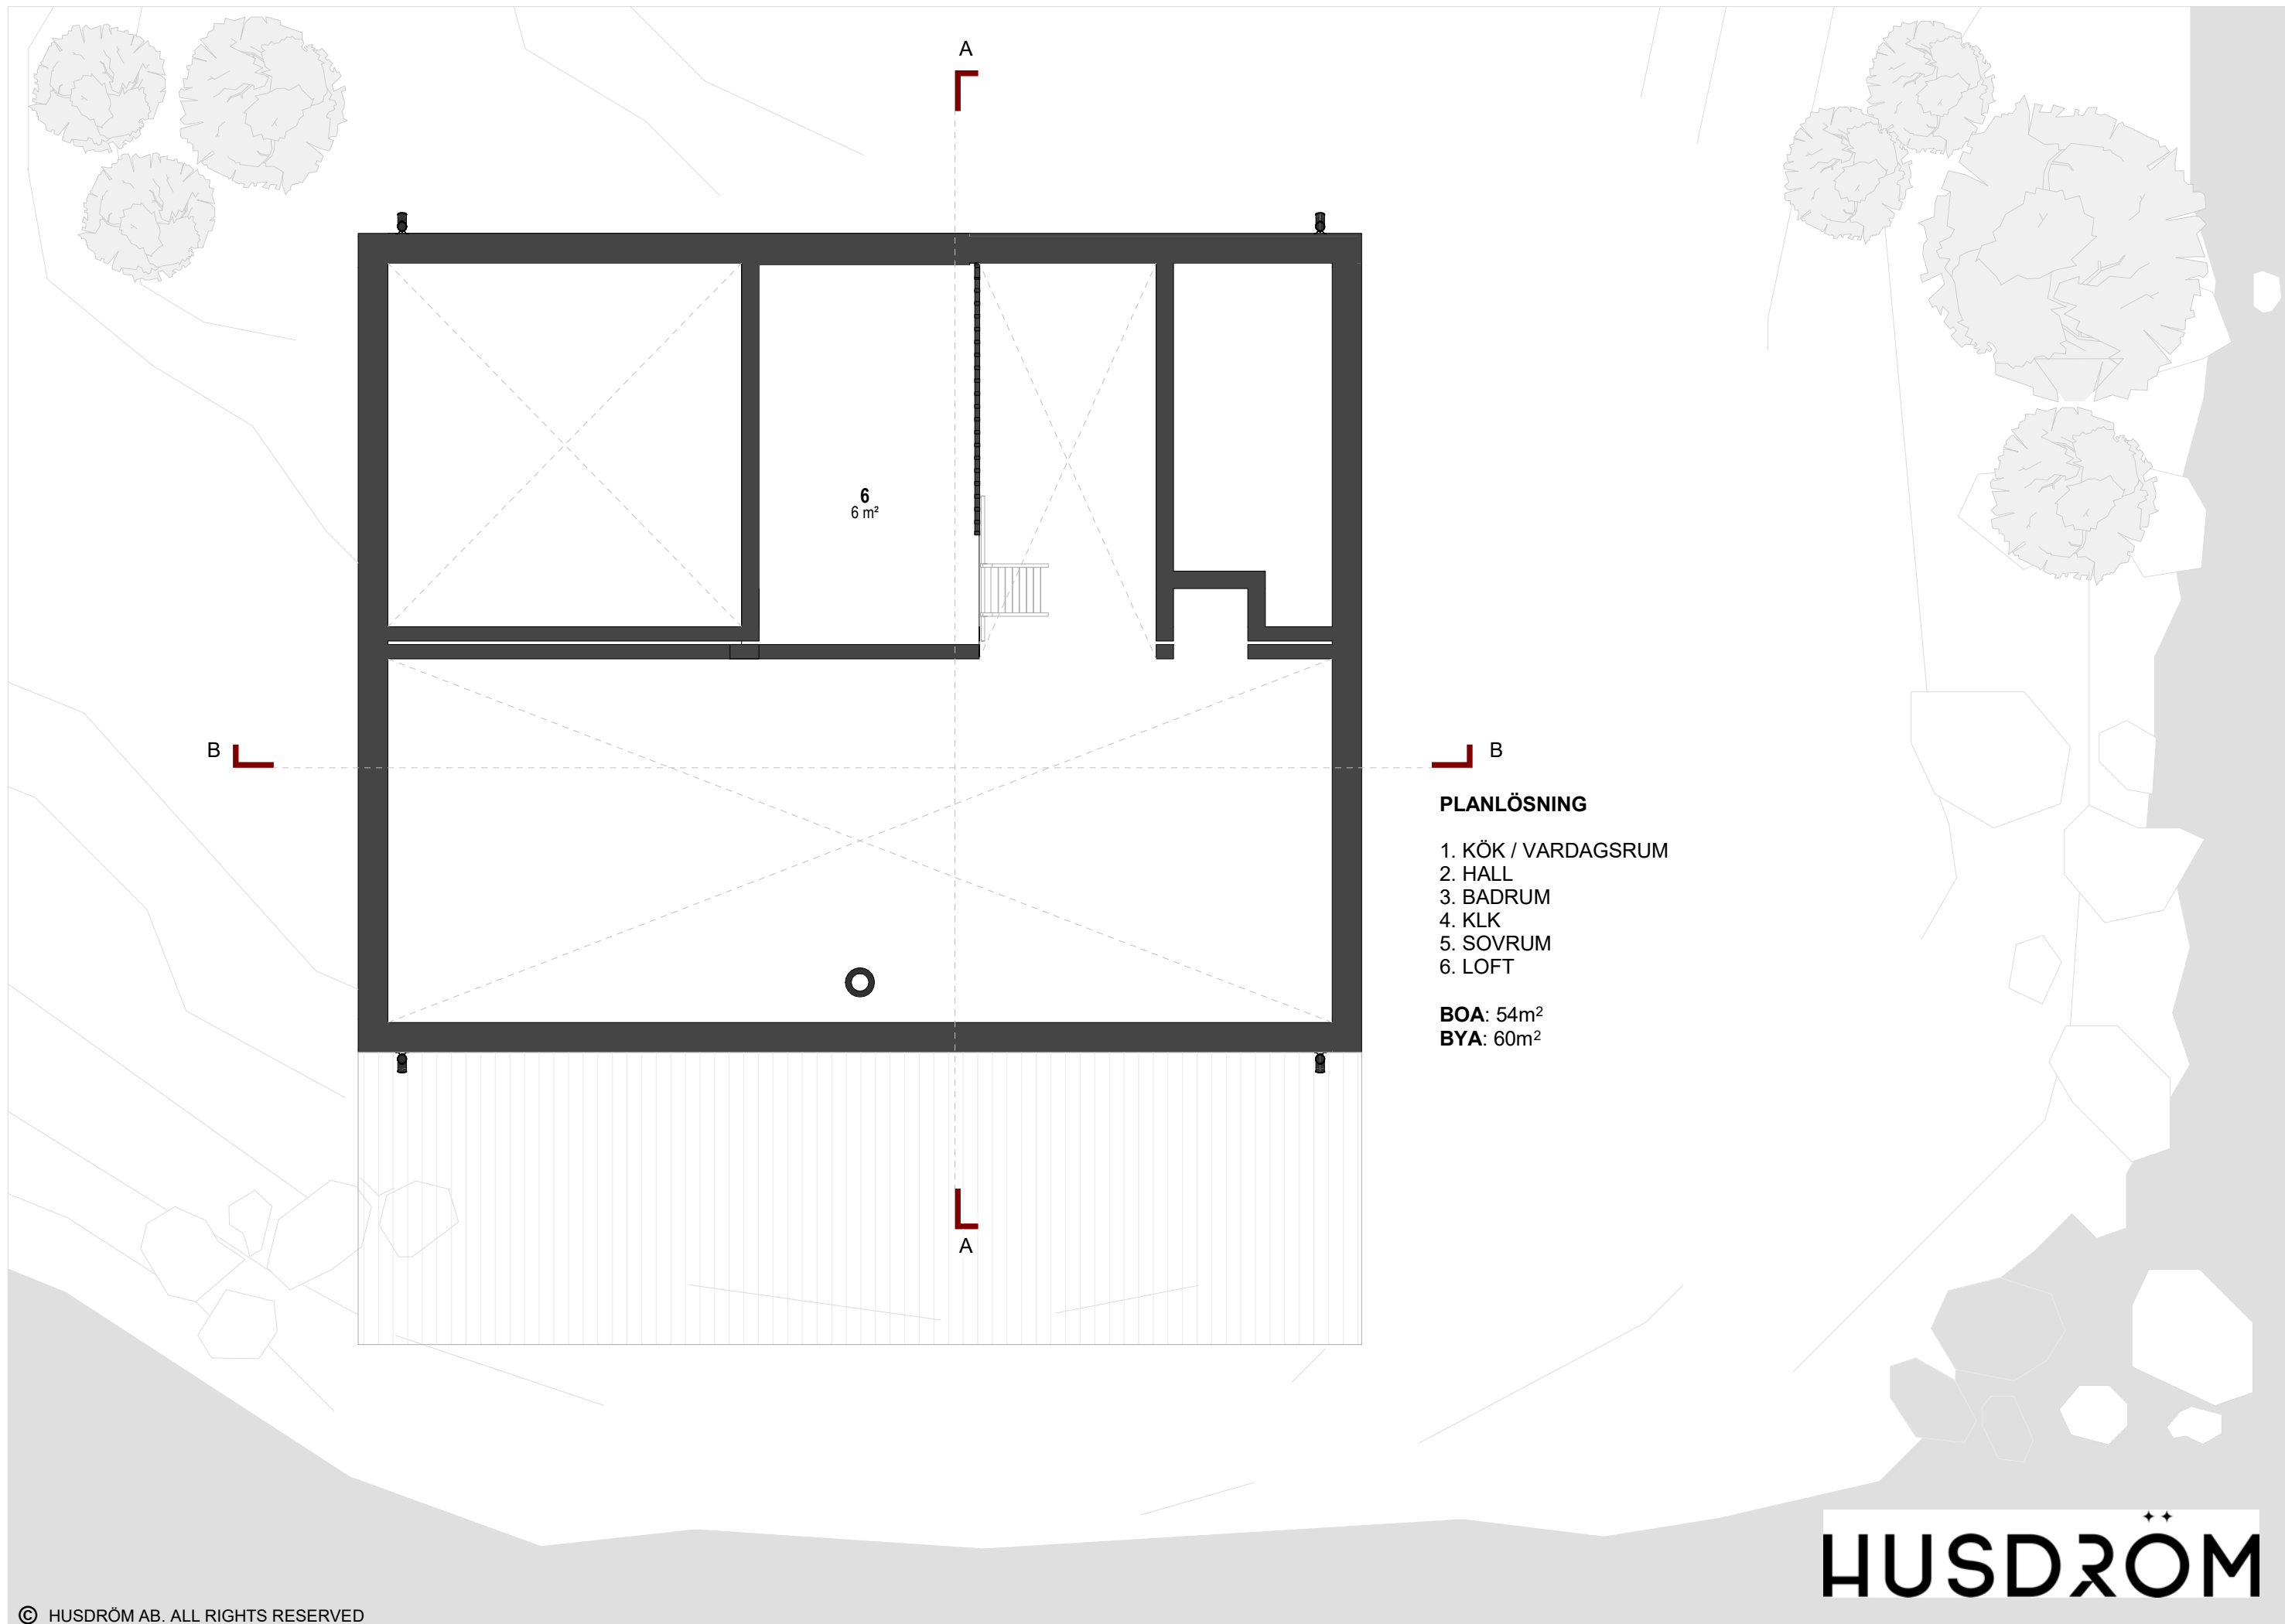 A
6
6 m²
B
B
PLANLÖSNING
1. KÖK / VARDAGSRUM
2. HALL
3. BADRUM
4. KLK
5. SOVRUM
6. LOFT
BOA: 54m²
BYA: 60m²
A
HUSDRÖM
© HUSDRÖM AB. ALL RIGHTS RESERVED